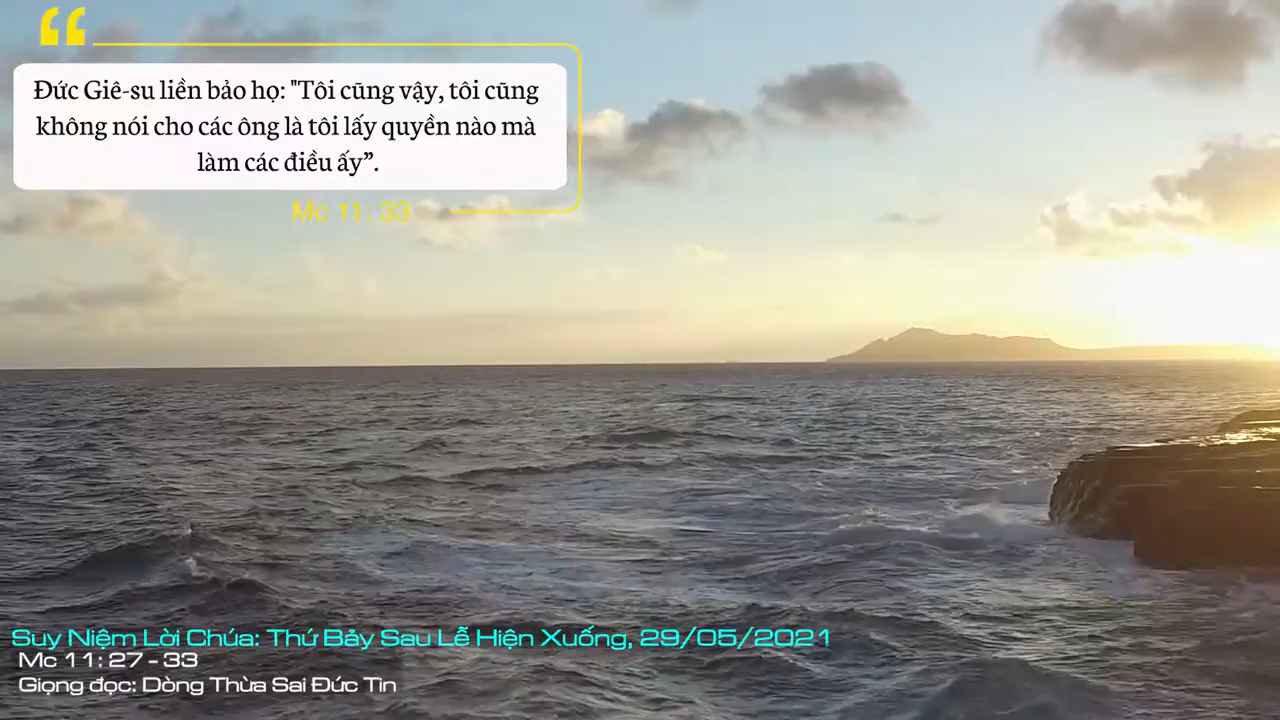 “
Đức Giê-su liền bảo họ: "Tôi cũng vậy, tôi cũng
không nói cho các ông là tôi lấy quyền nào mà
làm các điều ấy”.
Mc 11: 33
Suy Niệm Lời Chúa: Thứ Bảy Sau Lễ Hiện Xuống, 29/05/2021
Mc 11: 27 - 33
Giọng đọc: Dòng Thừa Sai Đức Tin